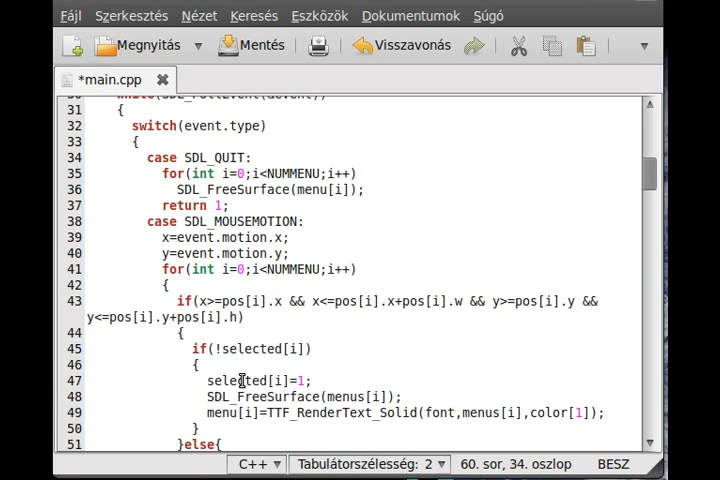 Fájl Szerkesztés Nézet Keresés Eszközök Dokumentumok Súgó
Megnyitás Mentés Visszavonás
*main.cpp
30 while(SDL_PollEvent(&event))
31 {
32 switch(event.type)
33 {
34 case SDL_QUIT:
35 for(int i=0;i<NUMMENU;i++)
36 SDL_FreeSurface(menu[i]);
37 return 1;
38 case SDL_MOUSEMOTION:
39 x=event.motion.x;
40 y=event.motion.y;
41 for(int i=0;i<NUMMENU;i++)
42 {
43 if(x>=pos[i].x && x<=pos[i].x+pos[i].w && y>=pos[i].y &&
y<=pos[i].y+pos[i].h)
44 {
45 if(!selected[i])
46 {
47 selected[i]=1;
48 SDL_FreeSurface(menus[i]);
49 menu[i]=TTF_RenderText_Solid(font,menus[i],color[1]);
50 }
51 }else{
C++ Tabulátorszélesség: 2 60. sor, 34. oszlop BESZ